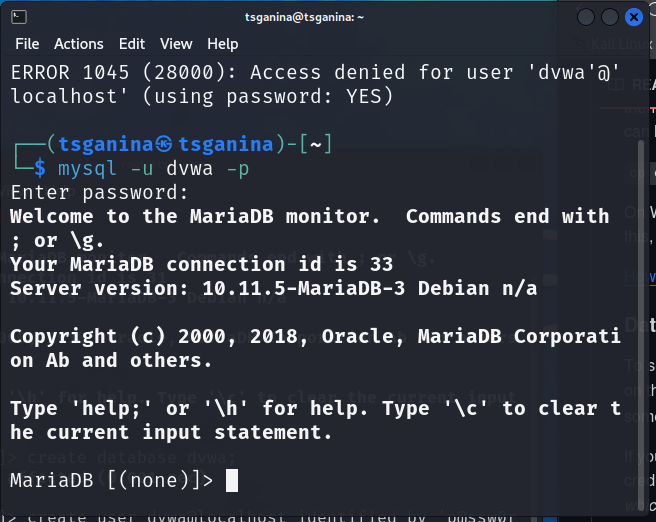 tsganina@tsganina: ~
File Actions Edit View Help
ERROR 1045 (28000): Access denied for user 'dvwa'@'
localhost' (using password: YES)
┌──(tsganina㉿tsganina)-[~]
└─$ mysql -u dvwa -p
Enter password:
Welcome to the MariaDB monitor.  Commands end with
; or \g.
Your MariaDB connection id is 33
Server version: 10.11.5-MariaDB-3 Debian n/a
Copyright (c) 2000, 2018, Oracle, MariaDB Corporati
on Ab and others.
Type 'help;' or '\h' for help. Type '\c' to clear t
he current input statement.
]> create database dvwa;
MariaDB [(none)]>